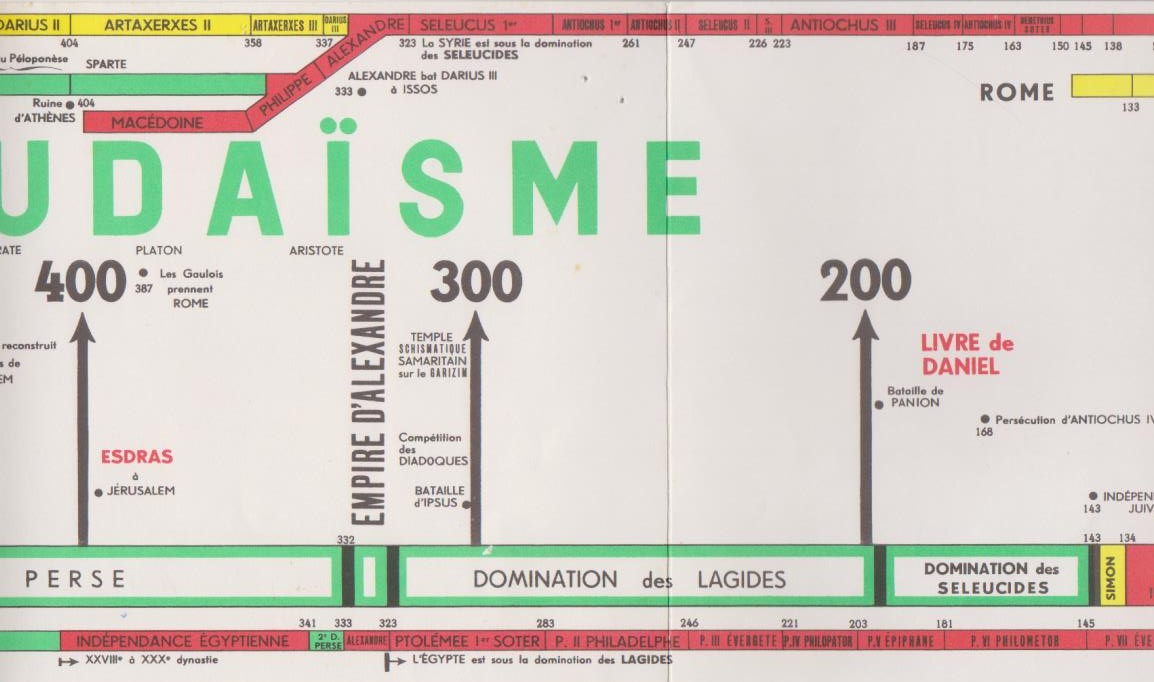 DARIUS II
ARTAXERXES II
ARTAXERXES III
DARIUS III
ALEXANDRE
SELEUCUS 1er
ANTIOCHUS 1er
ANTIOCHUS II
SELEUCUS II
S. III
ANTIOCHUS III
SELEUCUS IV
ANTIOCHUS IV
DEMETRIUS SOTER
404
358
337
323 La SYRIE est sous la domination
des SELEUCIDES
261
247
226 223
187
175
163
150 145
138
1
u Péloponèse
SPARTE
PHILIPPE
ALEXANDRE bat DARIUS III
333 à ISSOS
ROME
133
Ruine 404
d'ATHÈNES
MACÉDOINE
UDAÏSME
RATE
PLATON
ARISTOTE
400
Les Gaulois
387 prennent
ROME
EMPIRE D'ALEXANDRE
300
200
reconstruit
s de
EM
TEMPLE
SCHISMATIQUE
SAMARITAIN
sur le GARIZIM
LIVRE de
DANIEL
Bataille de
PANION
Persécution d'ANTIOCHUS IV
168
ESDRAS
à
JÉRUSALEM
Compétition
des
DIADOQUES
BATAILLE
d'IPSUS
INDÉPEN
143 JUIV
332
143
134
PERSE
DOMINATION des LAGIDES
DOMINATION des
SELEUCIDES
SIMON
341
333
323
283
246
221
203
181
145
INDÉPENDANCE ÉGYPTIENNE
2e D.
PERSE
ALEXANDRE
PTOLÉMEE 1er SOTER
P. II PHILADELPHE
P. III ÉVERGETE
P.IV PHILOPATOR
P.V ÉPIPHANE
P. VI PHILOMETOR
P. VII ÉVE
XXVIIIe à XXXe dynastie
L'ÉGYPTE est sous la domination des LAGIDES